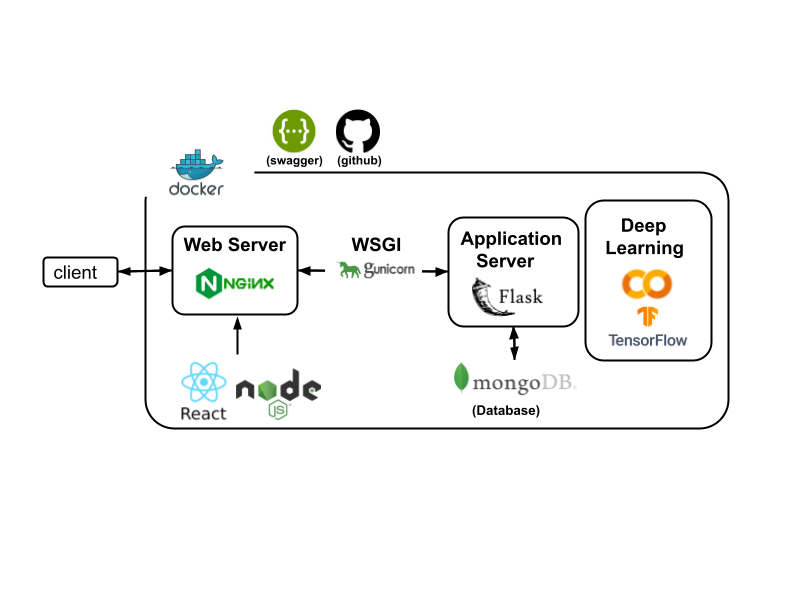 (swagger)
(github)
docker
Web Server
NGINX
WSGI
gunicorn
Application
Server
Flask
Deep
Learning
TensorFlow
client
React
node
JS
mongoDB.
(Database)